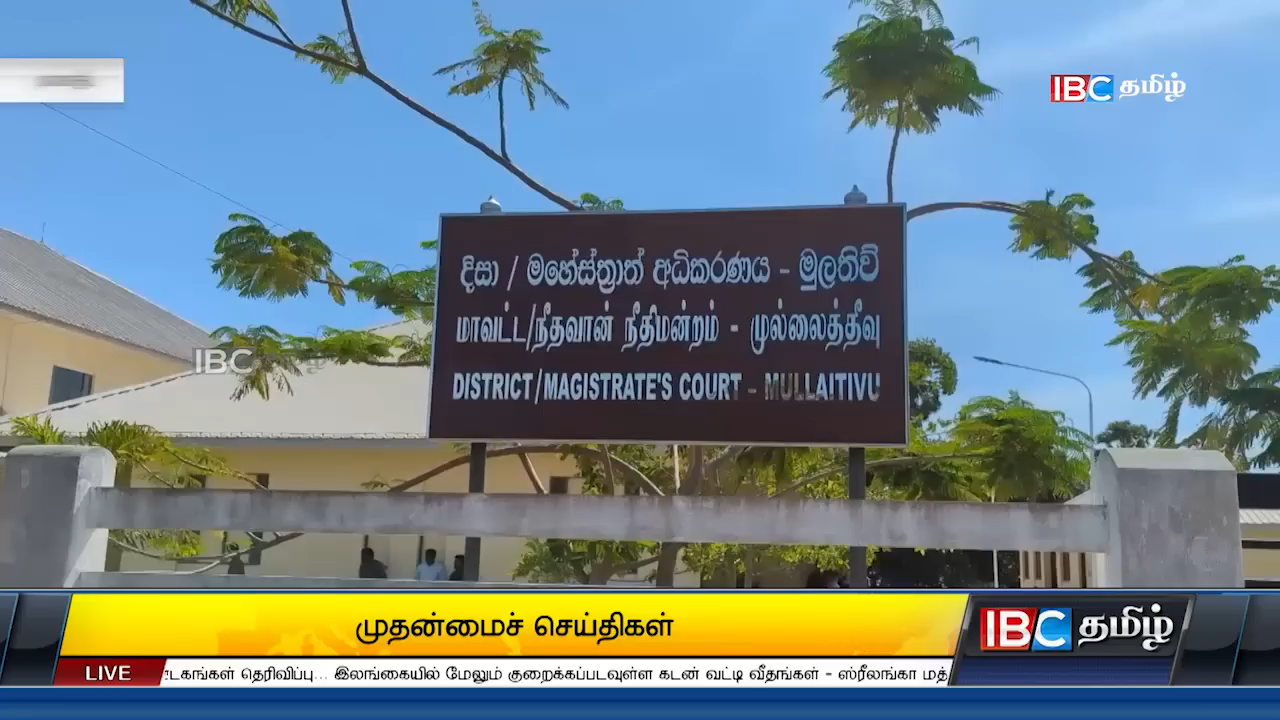 IBC தமிழ்
දිසා / මහේස්ත්‍රාත් අධිකරණය - මුලතිව්
மாவட்ட/நீதவான் நீதிமன்றம் - முல்லைத்தீவு
IBC
DISTRICT/MAGISTRATE'S COURT - MULLAITIVU
முதன்மைச் செய்திகள்
IBC தமிழ்
LIVE
டகங்கள் தெரிவிப்பு... இலங்கையில் மேலும் குறைக்கப்படவுள்ள கடன் வட்டி வீதங்கள் - ஸ்ரீலங்கா மத்